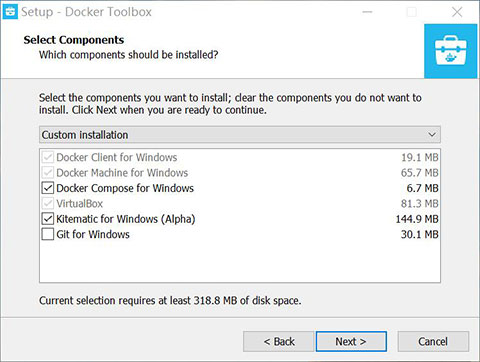 Setup - Docker Toolbox
Select Components
Which components should be installed?
Select the components you want to install; clear the components you do not want to
install. Click Next when you are ready to continue.
Custom installation
Docker Client for Windows 19.1 MB
Docker Machine for Windows 65.7 MB
Docker Compose for Windows 6.7 MB
VirtualBox 81.3 MB
Kitematic for Windows (Alpha) 144.9 MB
Git for Windows 30.1 MB
Current selection requires at least 318.8 MB of disk space.
< Back Next > Cancel